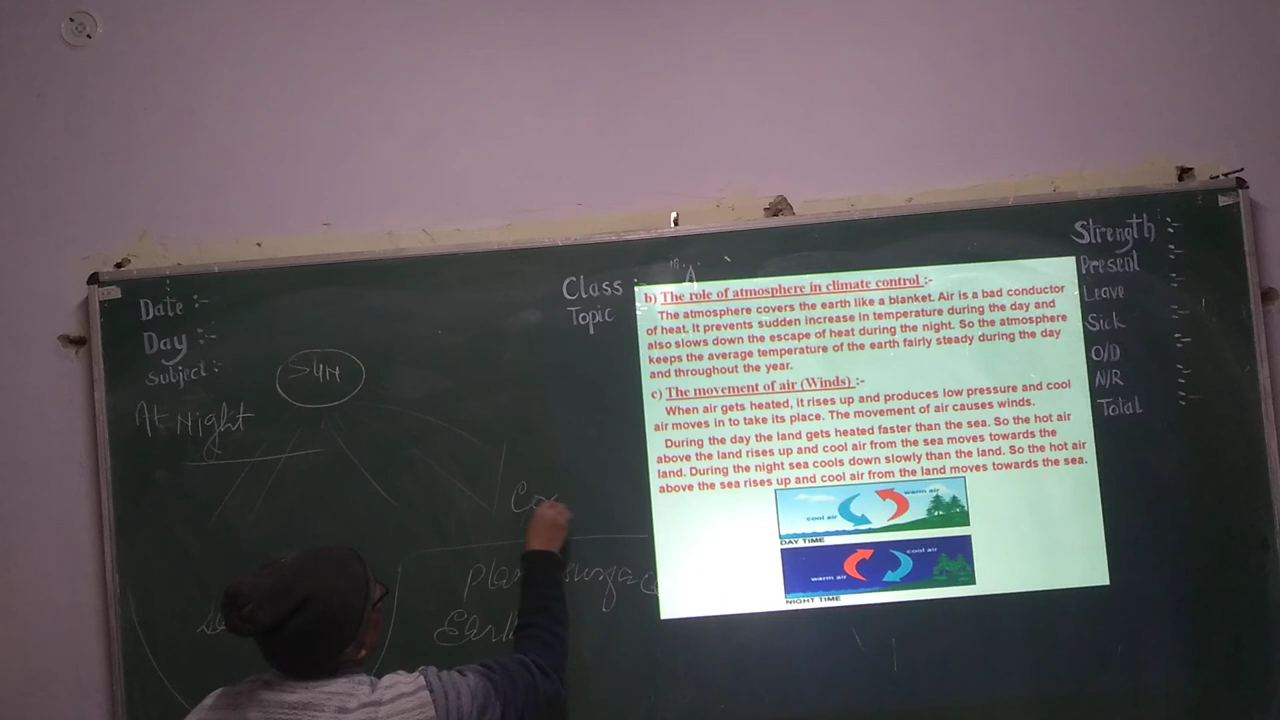 Date :-
Day :-
Subject :-
At Night
SUN
Class :- A
Topic
Strength :
Present
Leave
Sick
O/D
N/R
Total
b) The role of atmosphere in climate control :-
The atmosphere covers the earth like a blanket. Air is a bad conductor
of heat. It prevents sudden increase in temperature during the day and
also slows down the escape of heat during the night. So the atmosphere
keeps the average temperature of the earth fairly steady during the day
and throughout the year.
c) The movement of air (Winds) :-
When air gets heated, it rises up and produces low pressure and cool
air moves in to take its place. The movement of air causes winds.
During the day the land gets heated faster than the sea. So the hot air
above the land rises up and cool air from the sea moves towards the
land. During the night sea cools down slowly than the land. So the hot air
above the sea rises up and cool air from the land moves towards the sea.
warm air
cool air
DAY TIME
cool air
warm air
NIGHT TIME